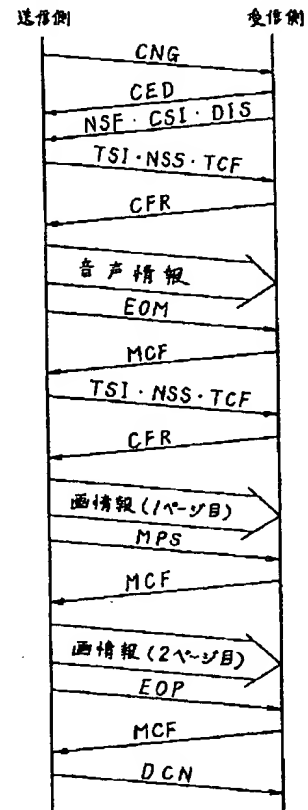 送信側
受信側
CNG
CED
NSF・CSI・DIS
TSI・NSS・TCF
CFR
音声情報
EOM
MCF
TSI・NSS・TCF
CFR
画情報(1ページ目)
MPS
MCF
画情報(2ページ目)
EOP
MCF
DCN